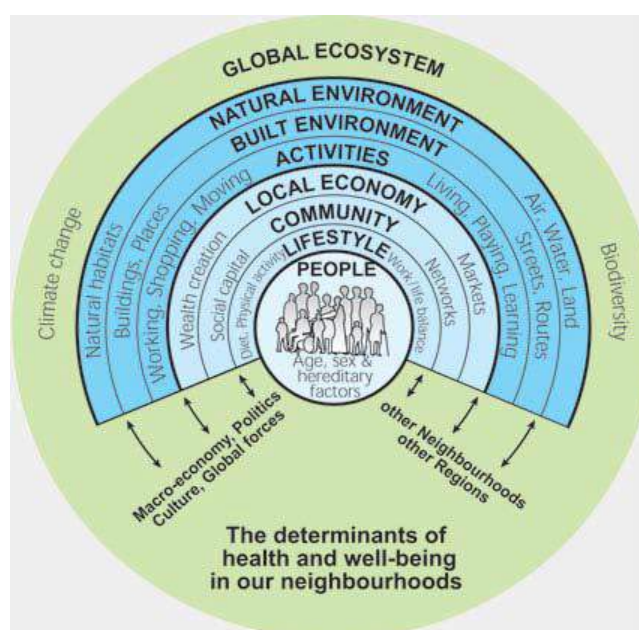 GLOBAL ECOSYSTEM
NATURAL ENVIRONMENT
BUILT ENVIRONMENT
ACTIVITIES
LOCAL ECONOMY
COMMUNITY
LIFESTYLE
PEOPLE
Age, sex &
hereditary
factors
Climate change
Natural habitats
Buildings, Places
Working, Shopping, Moving
Wealth creation
Social capital
Diet, Physical activity
Work/life balance
Networks
Markets
Living, Playing, Learning
Streets, Routes
Air, Water, Land
Biodiversity
Macro-economy, Politics
Culture, Global forces
other Neighbourhoods
other Regions
The determinants of
health and well-being
in our neighbourhoods